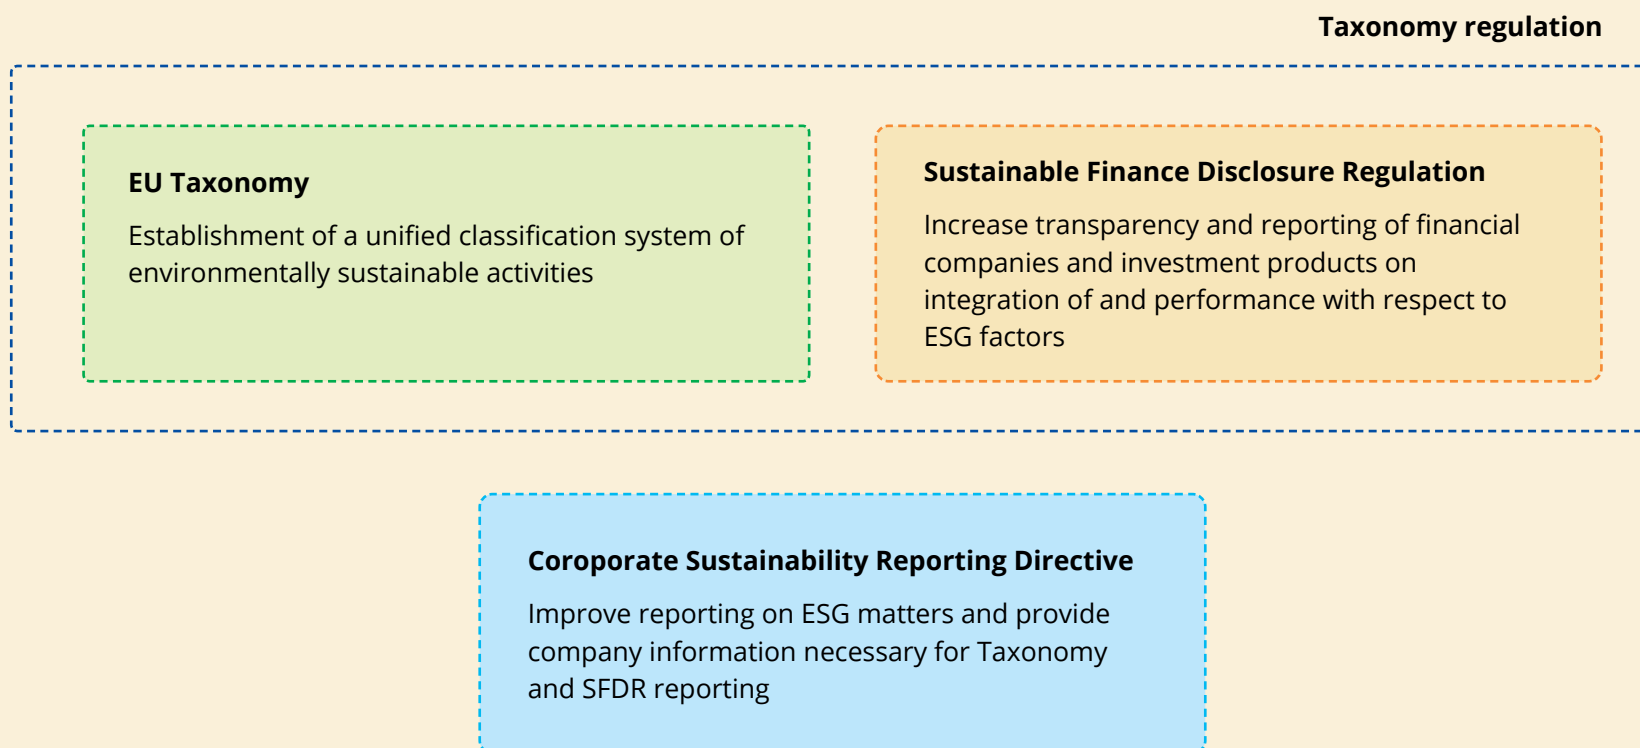 Taxonomy regulation
EU Taxonomy
Establishment of a unified classification system of
environmentally sustainable activities
Sustainable Finance Disclosure Regulation
Increase transparency and reporting of financial
companies and investment products on
integration of and performance with respect to
ESG factors
Coroporate Sustainability Reporting Directive
Improve reporting on ESG matters and provide
company information necessary for Taxonomy
and SFDR reporting